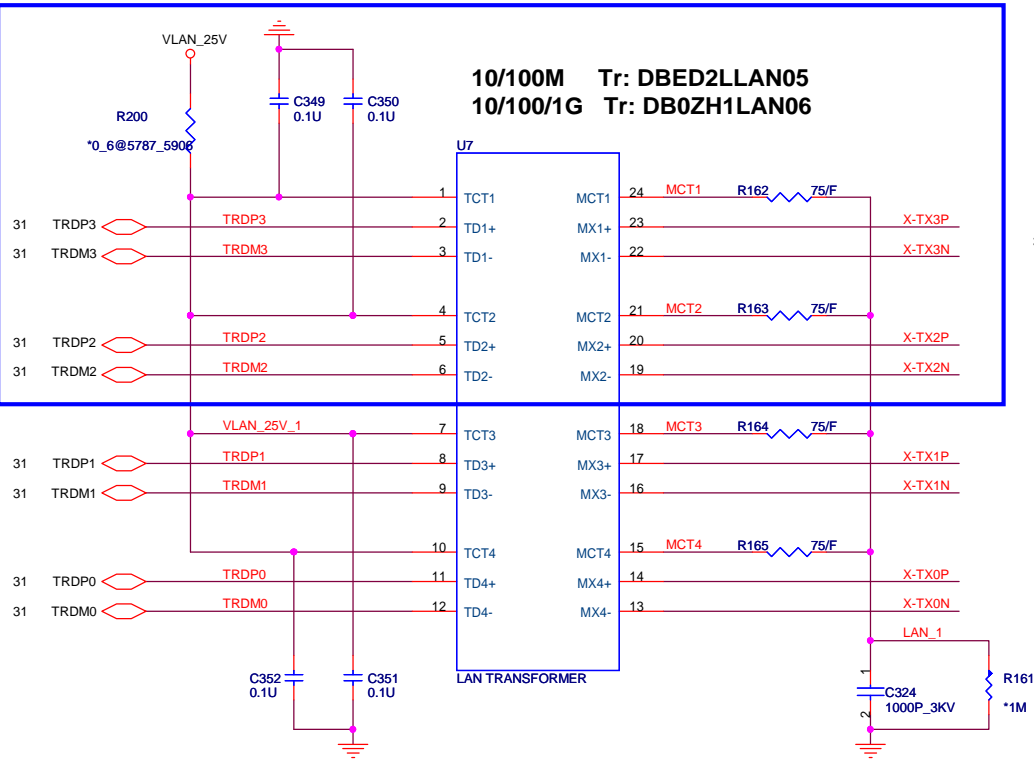 VLAN_25V
R200
*0_6@5787_5906
C349
0.1U
C350
0.1U
10/100M Tr: DBED2LLAN05
10/100/1G Tr: DB0ZH1LAN06
U7
1 TCT1 MCT1 24 MCT1 R162 75/F
31 TRDP3 TRDP3 2 TD1+ MX1+ 23 X-TX3P
31 TRDM3 TRDM3 3 TD1- MX1- 22 X-TX3N
4 TCT2 MCT2 21 MCT2 R163 75/F
31 TRDP2 TRDP2 5 TD2+ MX2+ 20 X-TX2P
31 TRDM2 TRDM2 6 TD2- MX2- 19 X-TX2N
VLAN_25V_1 7 TCT3 MCT3 18 MCT3 R164 75/F
31 TRDP1 TRDP1 8 TD3+ MX3+ 17 X-TX1P
31 TRDM1 TRDM1 9 TD3- MX3- 16 X-TX1N
10 TCT4 MCT4 15 MCT4 R165 75/F
31 TRDP0 TRDP0 11 TD4+ MX4+ 14 X-TX0P
31 TRDM0 TRDM0 12 TD4- MX4- 13 X-TX0N
LAN_1
LAN TRANSFORMER
C352
0.1U
C351
0.1U
1
C324
1000P_3KV
2
R161
*1M